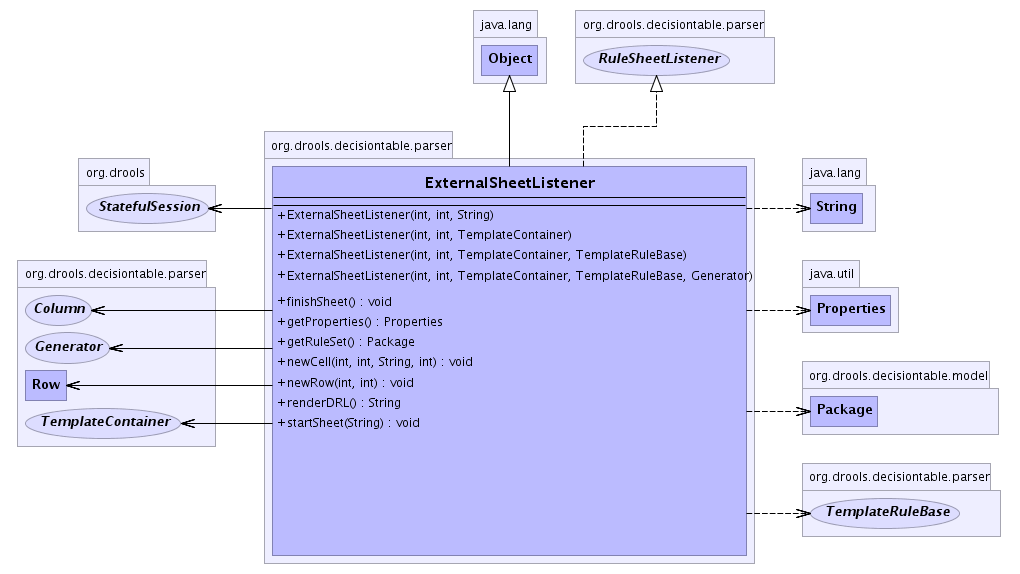 java.lang
Object
org.drools.decisiontable.parser
RuleSheetListener
org.drools.decisiontable.parser
ExternalSheetListener
+ExternalSheetListener(int, int, String)
+ExternalSheetListener(int, int, TemplateContainer)
+ExternalSheetListener(int, int, TemplateContainer, TemplateRuleBase)
+ExternalSheetListener(int, int, TemplateContainer, TemplateRuleBase, Generator)
+finishSheet() : void
+getProperties() : Properties
+getRuleSet() : Package
+newCell(int, int, String, int) : void
+newRow(int, int) : void
+renderDRL() : String
+startSheet(String) : void
org.drools
StatefulSession
org.drools.decisiontable.parser
Column
Generator
Row
TemplateContainer
java.lang
String
java.util
Properties
org.drools.decisiontable.model
Package
org.drools.decisiontable.parser
TemplateRuleBase